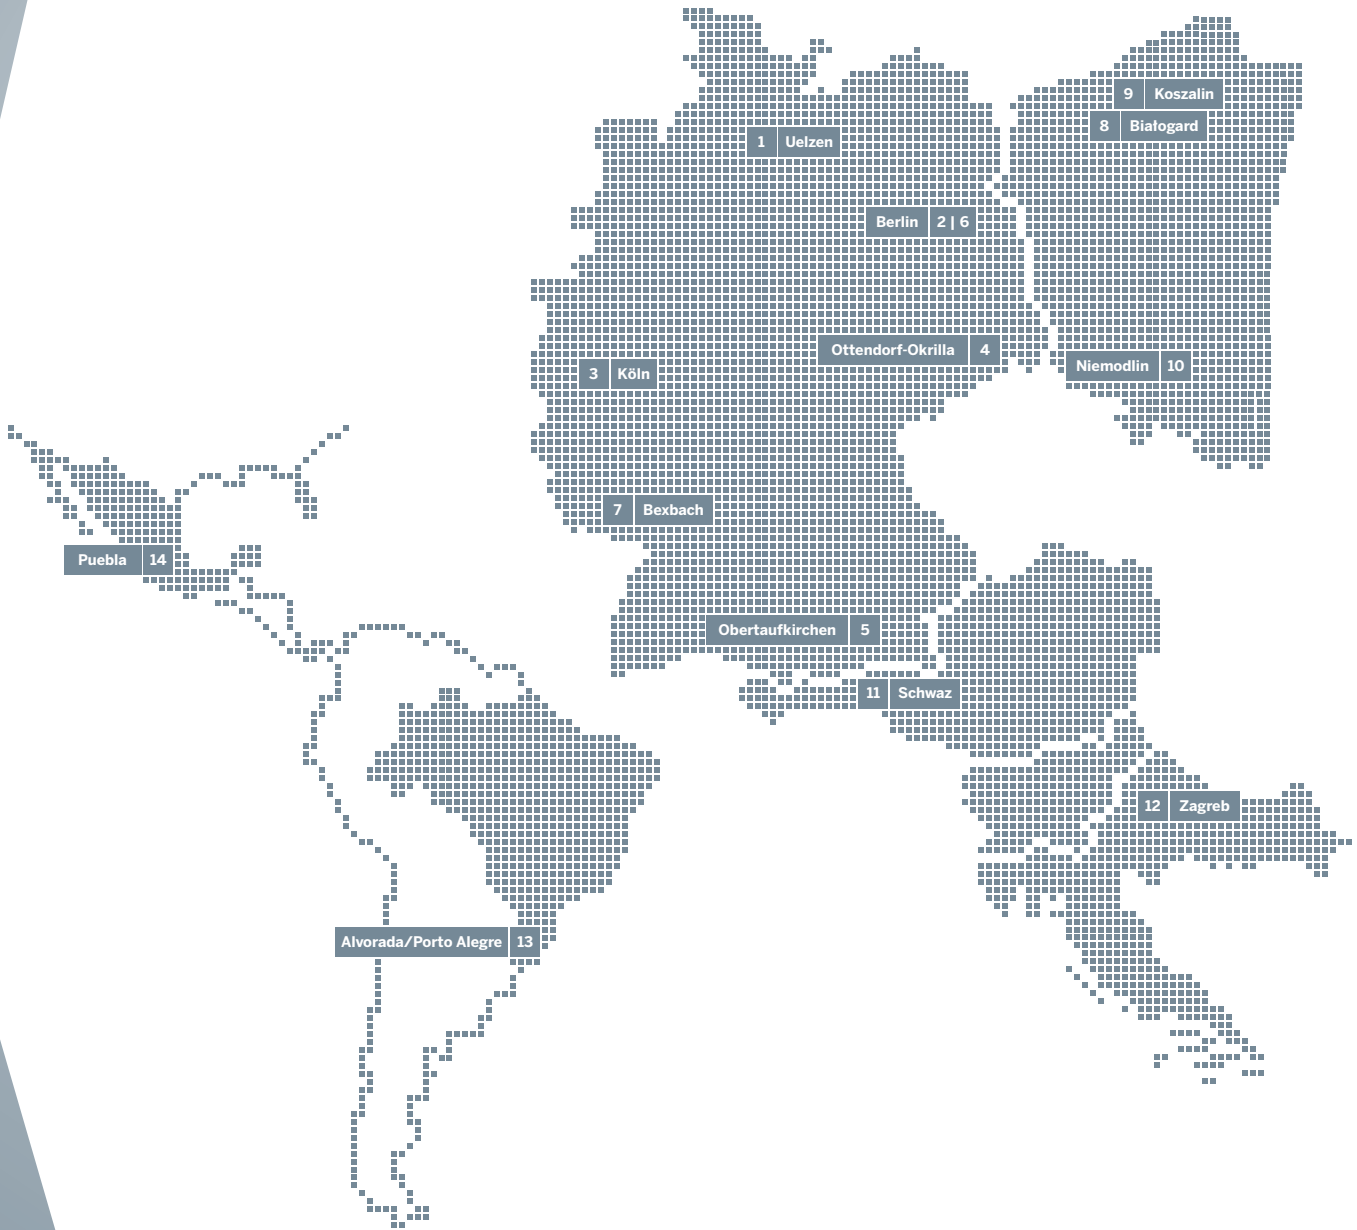 9 Koszalin
8 Białogard
1 Uelzen
Berlin 2 | 6
Ottendorf-Okrilla 4
Niemodlin 10
3 Köln
7 Bexbach
Puebla 14
Obertaufkirchen 5
11 Schwaz
12 Zagreb
Alvorada/Porto Alegre 13